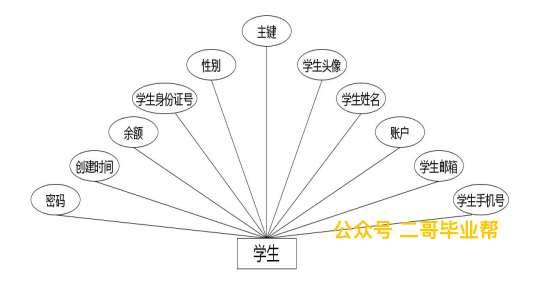 主键
性别
学生头像
学生身份证号
学生姓名
余额
账户
创建时间
学生邮箱
密码
学生手机号
公众号 二哥毕业帮
学生